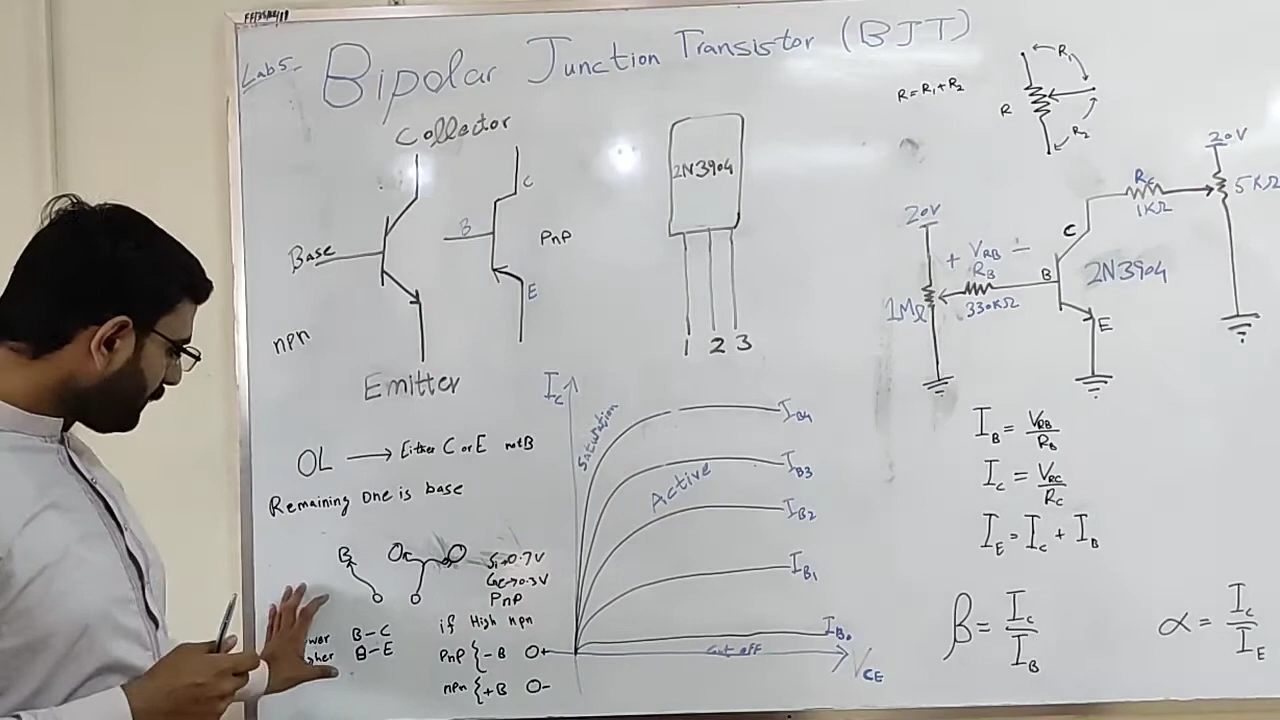 Lab 5-
Bipolar Junction Transistor (BJT)
Collector
Base
npn
Emitter
C
B
PnP
E
2N3904
1 2 3
R=R1+R2
R1
R
R2
20V
RC
1KΩ
5KΩ
20V
+ VRB -
RB
330KΩ
1MΩ
C
B
E
2N3904
OL → Either C or E not B
Remaining one is base
B
Si→0.7V
Ge→0.3V
PnP
if High npn
B-C
B-E
PnP {-B O+
npn {+B O-
IC
Saturation
Active
Cut off
IB4
IB3
IB2
IB1
IB0
VCE
IB = VRB/RB
IC = VRC/RC
IE = IC + IB
β = IC/IB
α = IC/IE